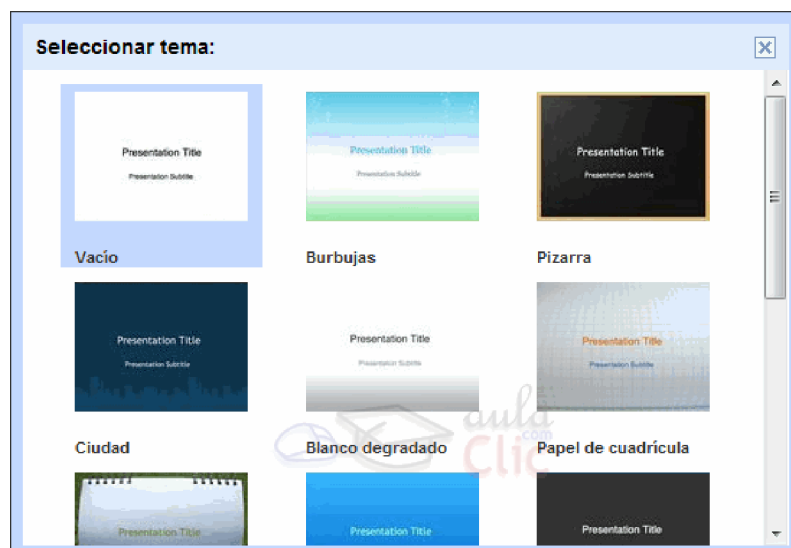 Seleccionar tema:
Presentation Title
Presentation Subtitle
Presentation Title
Presentation Subtitle
Presentation Title
Presentation Subtitle
Vacío
Burbujas
Pizarra
Presentation Title
Presentation Subtitle
Presentation Title
Presentation Subtitle
Presentation Title
Presentation Subtitle
aula
.com
Clic
Ciudad
Blanco degradado
Papel de cuadrícula
Presentation Title
Presentation Title
Presentation Title